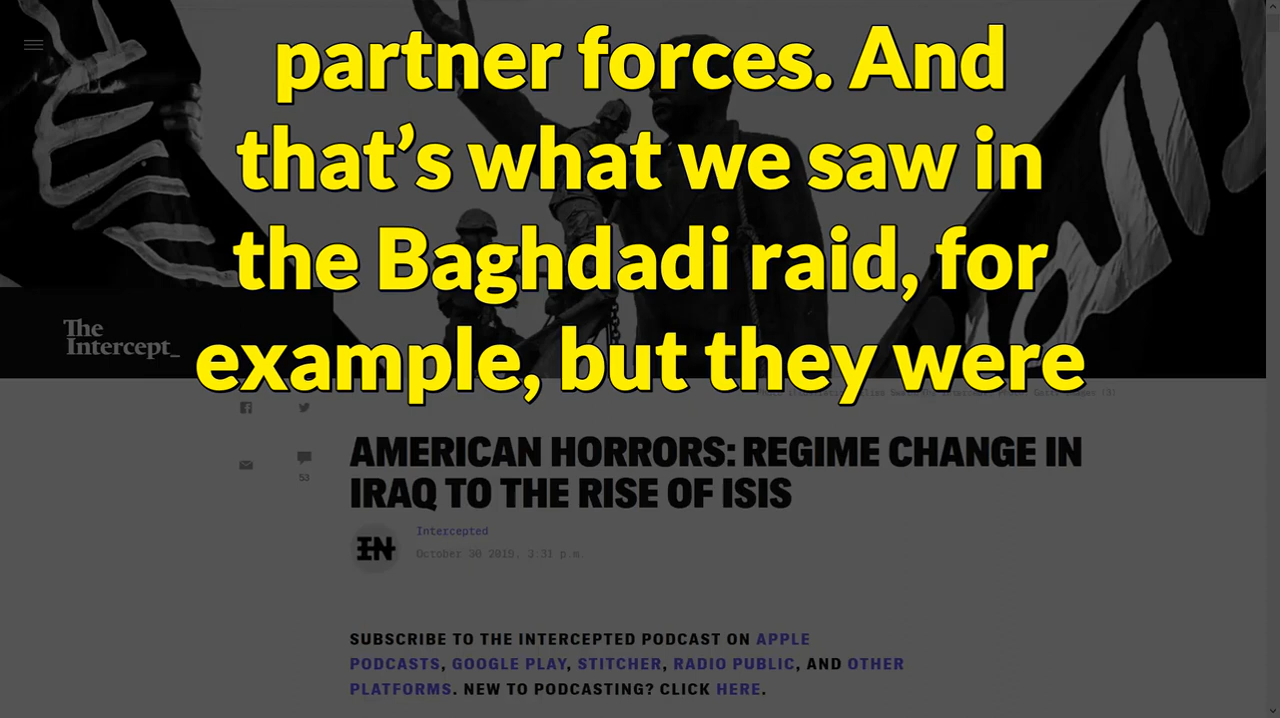 partner forces. And
that's what we saw in
the Baghdadi raid, for
example, but they were
The
Intercept_
53
AMERICAN HORRORS: REGIME CHANGE IN
IRAQ TO THE RISE OF ISIS
IN
Intercepted
October 30 2019, 3:31 p.m.
SUBSCRIBE TO THE INTERCEPTED PODCAST ON APPLE
PODCASTS, GOOGLE PLAY, STITCHER, RADIO PUBLIC, AND OTHER
PLATFORMS. NEW TO PODCASTING? CLICK HERE.